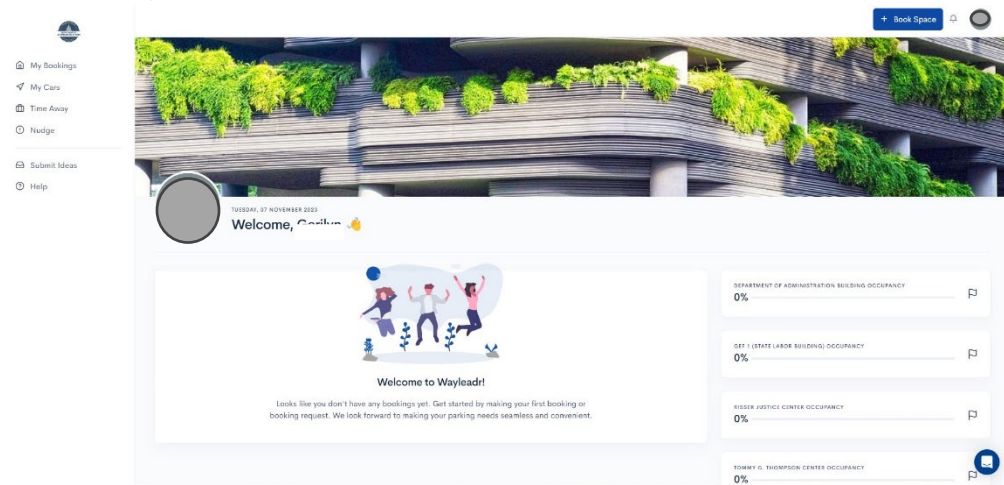 + Book Space
My Bookings
My Cars
Time Away
Nudge
Submit Ideas
Help
TUESDAY, 07 NOVEMBER 2023
Welcome,
Welcome to Wayleadr!
Looks like you don't have any bookings yet. Get started by making your first booking or
booking request. We look forward to making your parking needs seamless and convenient.
DEPARTMENT OF ADMINISTRATION BUILDING OCCUPANCY
0%
GEF 1 (STATE LABOR BUILDING) OCCUPANCY
0%
RISSER JUSTICE CENTER OCCUPANCY
0%
TOMMY G. THOMPSON CENTER OCCUPANCY
0%